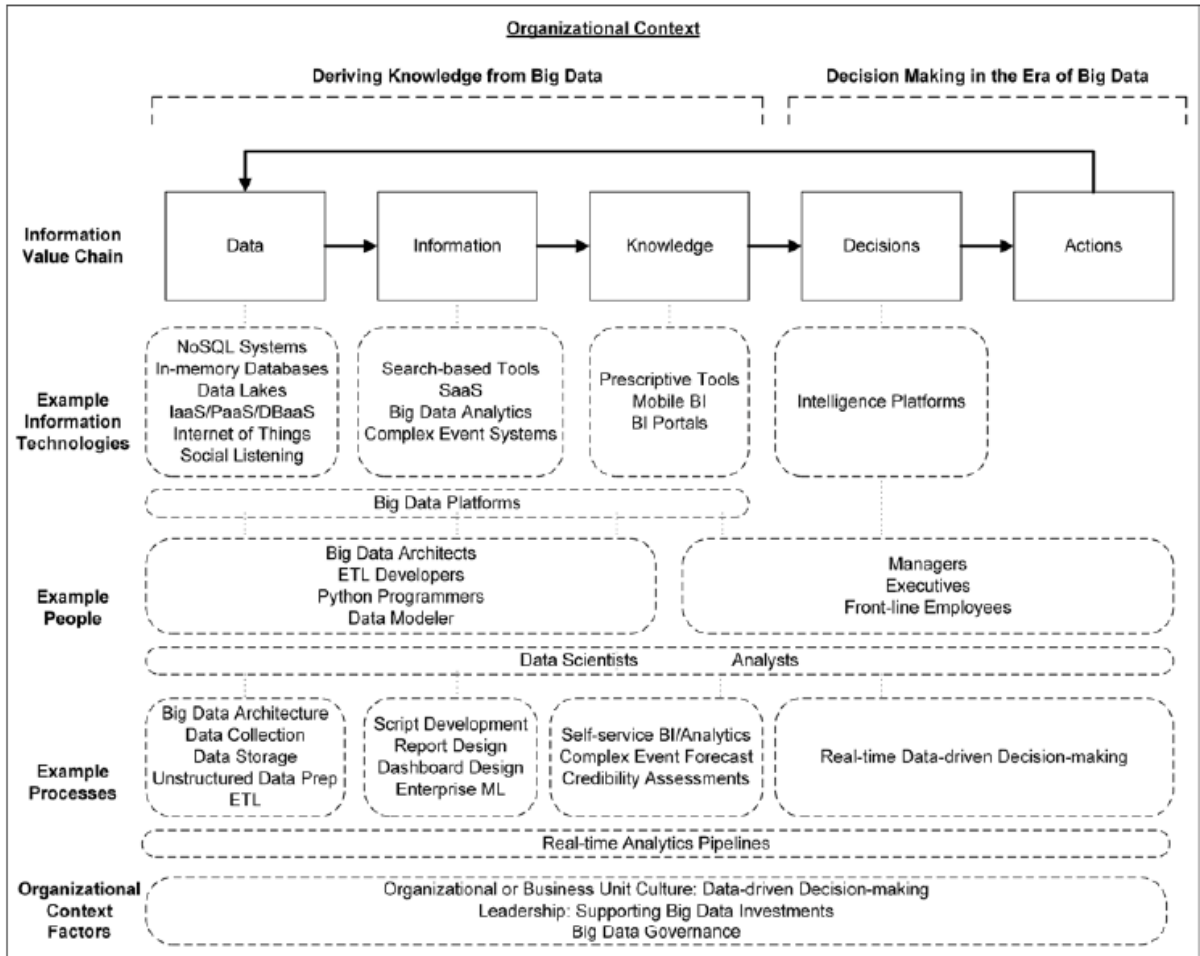 Organizational Context
Deriving Knowledge from Big Data
Decision Making in the Era of Big Data
Information
Value Chain
Data
Information
Knowledge
Decisions
Actions
Example
Information
Technologies
NoSQL Systems
In-memory Databases
Data Lakes
IaaS/PaaS/DBaaS
Internet of Things
Social Listening
Search-based Tools
SaaS
Big Data Analytics
Complex Event Systems
Prescriptive Tools
Mobile BI
BI Portals
Intelligence Platforms
Big Data Platforms
Example
People
Big Data Architects
ETL Developers
Python Programmers
Data Modeler
Managers
Executives
Front-line Employees
Data Scientists
Analysts
Example
Processes
Big Data Architecture
Data Collection
Data Storage
Unstructured Data Prep
ETL
Script Development
Report Design
Dashboard Design
Enterprise ML
Self-service BI/Analytics
Complex Event Forecast
Credibility Assessments
Real-time Data-driven Decision-making
Real-time Analytics Pipelines
Organizational
Context
Factors
Organizational or Business Unit Culture: Data-driven Decision-making
Leadership: Supporting Big Data Investments
Big Data Governance